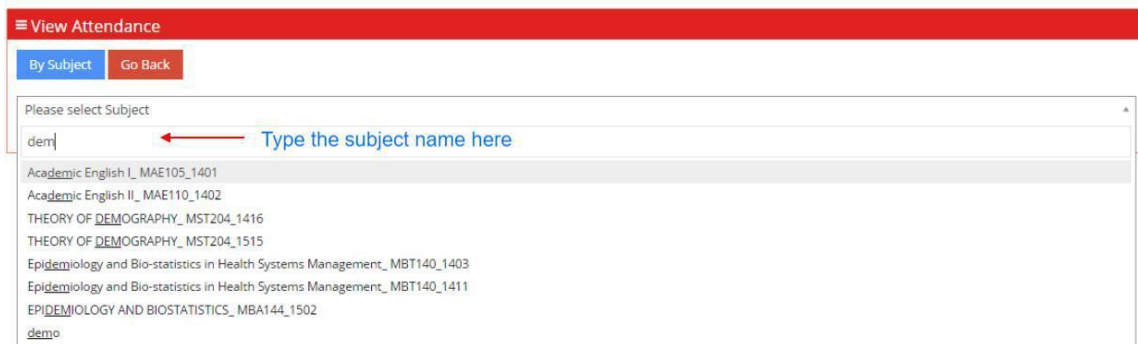 View Attendance
By Subject Go Back
Please select Subject
dem Type the subject name here
Academic English I_ MAE105_1401
Academic English II_ MAE110_1402
THEORY OF DEMOGRAPHY_ MST204_1416
THEORY OF DEMOGRAPHY_ MST204_1515
Epidemiology and Bio-statistics in Health Systems Management_ MBT140_1403
Epidemiology and Bio-statistics in Health Systems Management_ MBT140_1411
EPIDEMIOLOGY AND BIOSTATISTICS_ MBA144_1502
demo